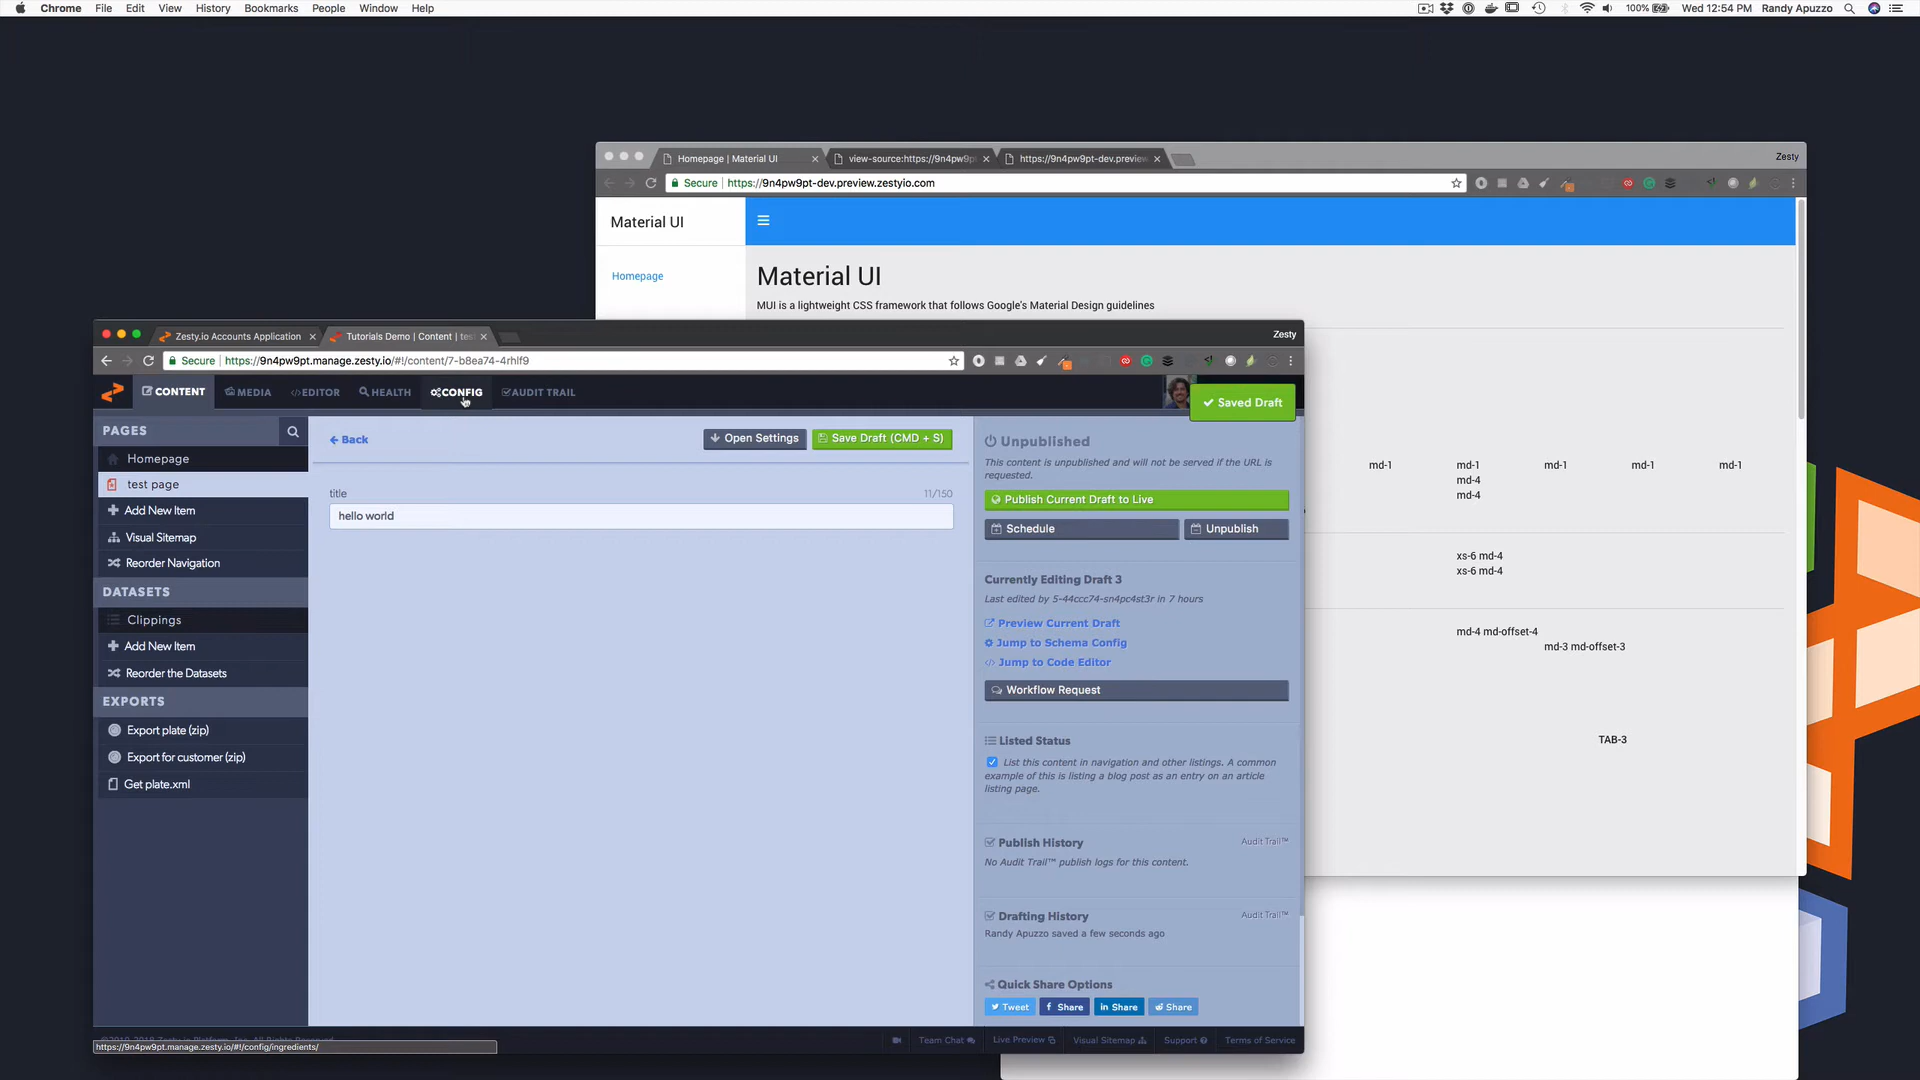 Chrome File Edit View History Bookmarks People Window Help
100% Wed 12:54 PM Randy Apuzzo
Homepage | Material UI
view-source:https://9n4pw9pt
https://9n4pw9pt-dev.preview
Zesty
Secure https://9n4pw9pt-dev.preview.zestyio.com
Material UI
Homepage
Material UI
MUI is a lightweight CSS framework that follows Google's Material Design guidelines
md-1 md-1 md-1 md-1 md-1
md-4
md-4
xs-6 md-4
xs-6 md-4
md-4 md-offset-4
md-3 md-offset-3
TAB-3
Zesty.io Accounts Application
Tutorials Demo | Content | tes
Zesty
Secure https://9n4pw9pt.manage.zesty.io/#!/content/7-b8ea74-4rhlf9
CONTENT MEDIA EDITOR HEALTH CONFIG AUDIT TRAIL
Saved Draft
PAGES
Homepage
test page
Add New Item
Visual Sitemap
Reorder Navigation
DATASETS
Clippings
Add New Item
Reorder the Datasets
EXPORTS
Export plate (zip)
Export for customer (zip)
Get plate.xml
Back
Open Settings
Save Draft (CMD + S)
title
11/150
hello world
Unpublished
This content is unpublished and will not be served if the URL is
requested.
Publish Current Draft to Live
Schedule
Unpublish
Currently Editing Draft 3
Last edited by 5-44ccc74-sn4pc4st3r in 7 hours
Preview Current Draft
Jump to Schema Config
Jump to Code Editor
Workflow Request
Listed Status
List this content in navigation and other listings. A common
example of this is listing a blog post as an entry on an article
listing page.
Publish History
Audit Trail™
No Audit Trail™ publish logs for this content.
Drafting History
Audit Trail™
Randy Apuzzo saved a few seconds ago
Quick Share Options
Tweet
Share
Share
Share
Team Chat Live Preview Visual Sitemap Support Terms of Service
https://9n4pw9pt.manage.zesty.io/#!/config/ingredients/